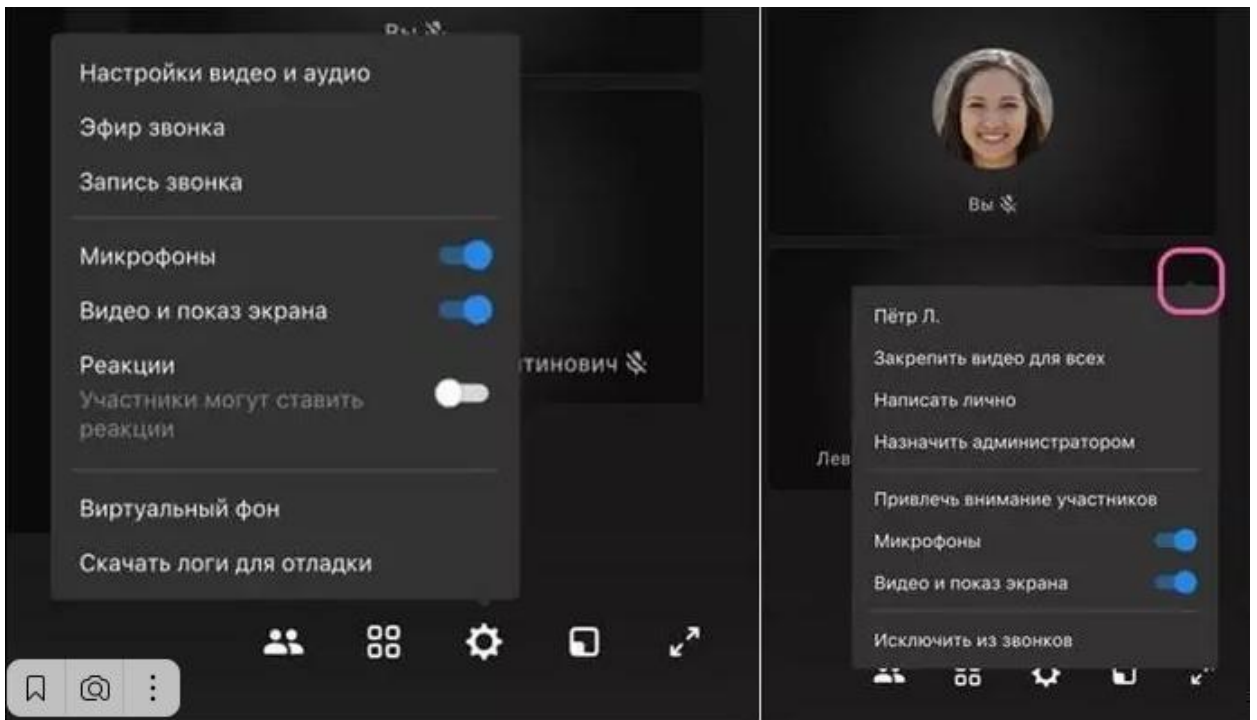 Вы
Настройки видео и аудио
Эфир звонка
Запись звонка
Микрофоны
Видео и показ экрана
Реакции
Участники могут ставить
реакции
тинович
Виртуальный фон
Скачать логи для отладки
Вы
Пётр Л.
Закрепить видео для всех
Написать лично
Назначить администратором
Лев
Привлечь внимание участников
Микрофоны
Видео и показ экрана
Исключить из звонков